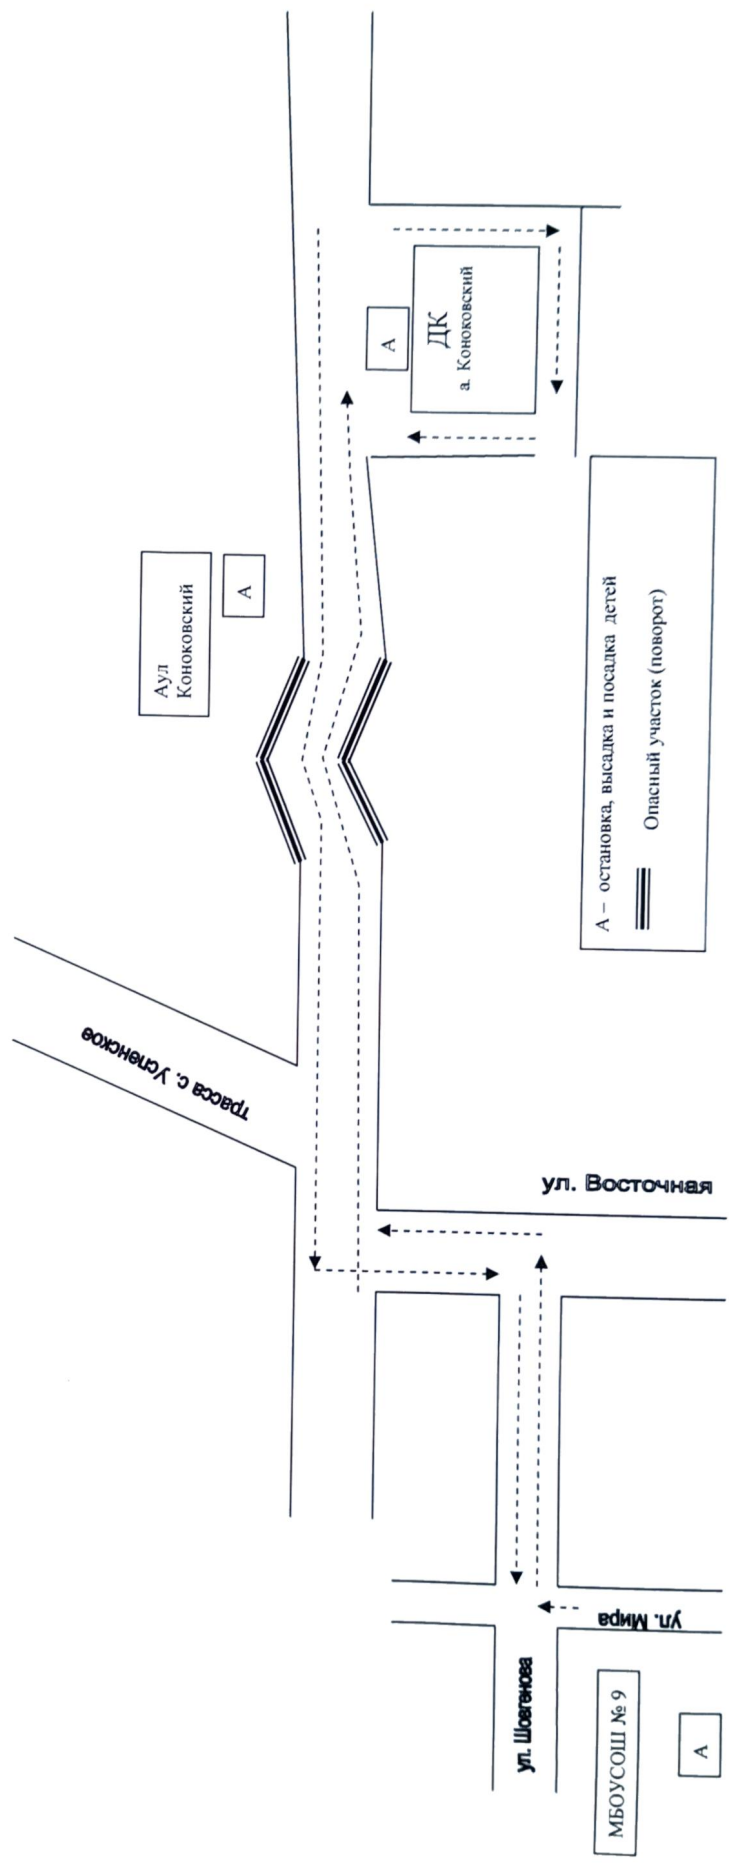 МБОУСОШ № 9
А
ул. Шовгенова
ул. Мира
ул. Восточная
трасса с. Успенское
А – остановка, высадка и посадка детей
Опасный участок (поворот)
Аул
Коноковский
А
А
ДК
а. Коноковский